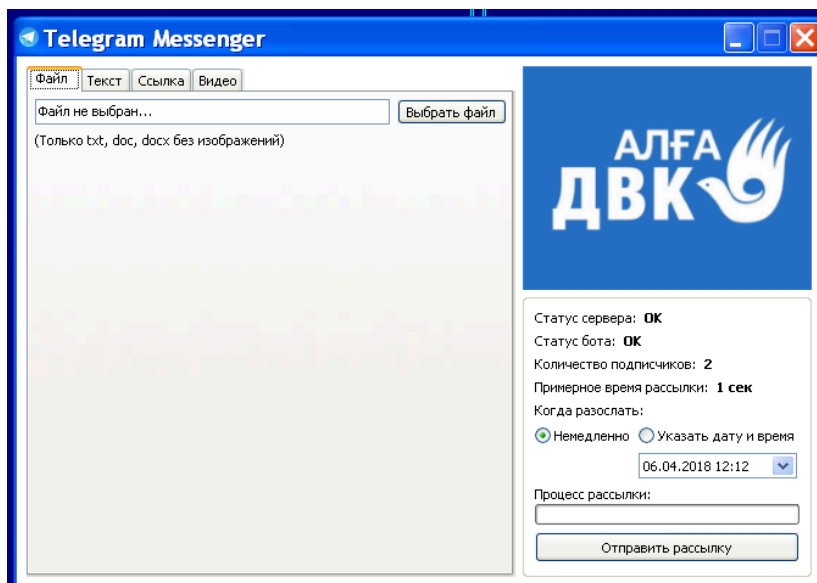 Telegram Messenger
Файл Текст Ссылка Видео
Файл не выбран... Выбрать файл
(Только txt, doc, docx без изображений)
АЛҒА
ДВК
Статус сервера: OK
Статус бота: OK
Количество подписчиков: 2
Примерное время рассылки: 1 сек
Когда разослать:
Немедленно Указать дату и время
06.04.2018 12:12
Процесс рассылки:
Отправить рассылку